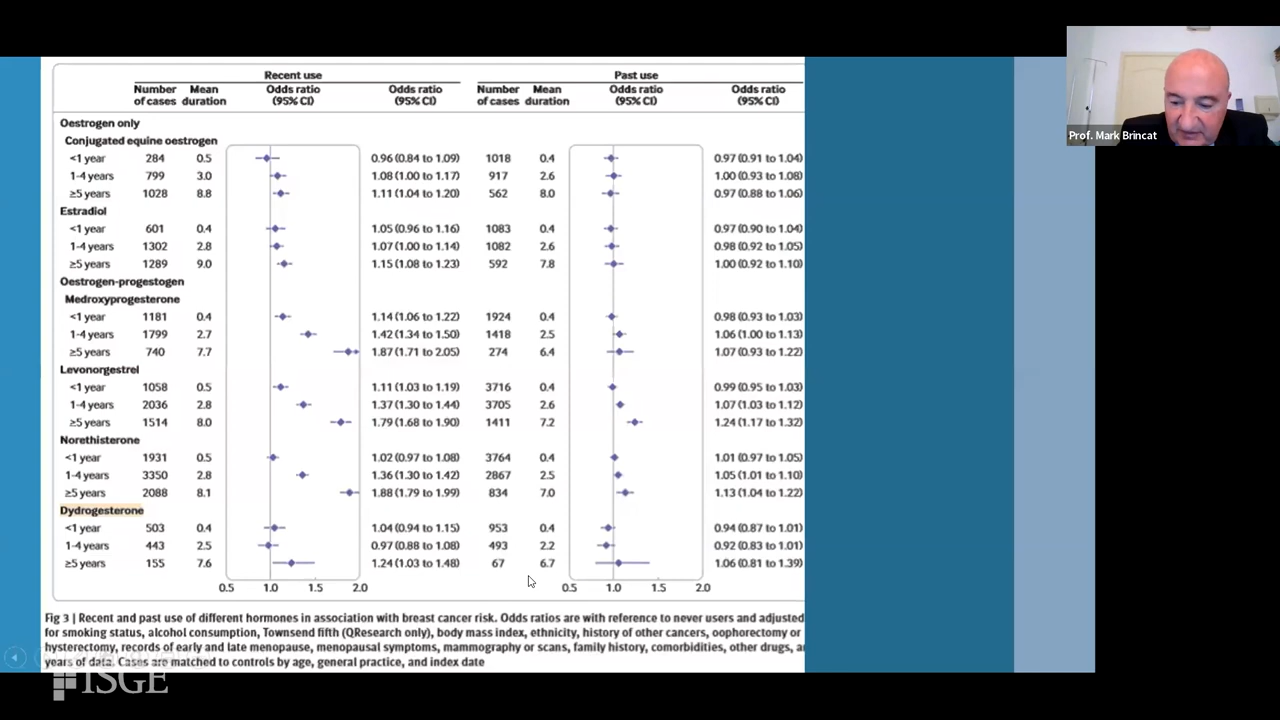 Prof. Mark Brincat
Recent use
Past use
Number of cases Mean duration Odds ratio (95% CI) Odds ratio (95% CI) Number of cases Mean duration Odds ratio (95% CI) Odds ratio (95% CI)
Oestrogen only
Conjugated equine oestrogen
<1 year 284 0.5 0.96 (0.84 to 1.09) 1018 0.4 0.97 (0.91 to 1.04)
1-4 years 799 3.0 1.08 (1.00 to 1.17) 917 2.6 1.00 (0.93 to 1.08)
≥5 years 1028 8.8 1.11 (1.04 to 1.20) 562 8.0 0.97 (0.88 to 1.06)
Estradiol
<1 year 601 0.4 1.05 (0.96 to 1.16) 1083 0.4 0.97 (0.90 to 1.04)
1-4 years 1302 2.8 1.07 (1.00 to 1.14) 1082 2.6 0.98 (0.92 to 1.05)
≥5 years 1289 9.0 1.15 (1.08 to 1.23) 592 7.8 1.00 (0.92 to 1.10)
Oestrogen-progestogen
Medroxyprogesterone
<1 year 1181 0.4 1.14 (1.06 to 1.22) 1924 0.4 0.98 (0.93 to 1.03)
1-4 years 1799 2.7 1.42 (1.34 to 1.50) 1418 2.5 1.06 (1.00 to 1.13)
≥5 years 740 7.7 1.87 (1.71 to 2.05) 274 6.4 1.07 (0.93 to 1.22)
Levonorgestrel
<1 year 1058 0.5 1.11 (1.03 to 1.19) 3716 0.4 0.99 (0.95 to 1.03)
1-4 years 2036 2.8 1.37 (1.30 to 1.44) 3705 2.6 1.07 (1.03 to 1.12)
≥5 years 1514 8.0 1.79 (1.68 to 1.90) 1411 7.2 1.24 (1.17 to 1.32)
Norethisterone
<1 year 1931 0.5 1.02 (0.97 to 1.08) 3764 0.4 1.01 (0.97 to 1.05)
1-4 years 3350 2.8 1.36 (1.30 to 1.42) 2867 2.5 1.05 (1.01 to 1.10)
≥5 years 2088 8.1 1.88 (1.79 to 1.99) 834 7.0 1.13 (1.04 to 1.22)
Dydrogesterone
<1 year 503 0.4 1.04 (0.94 to 1.15) 953 0.4 0.94 (0.87 to 1.01)
1-4 years 443 2.5 0.97 (0.88 to 1.08) 493 2.2 0.92 (0.83 to 1.01)
≥5 years 155 7.6 1.24 (1.03 to 1.48) 67 6.7 1.06 (0.81 to 1.39)
0.5 1.0 1.5 2.0 0.5 1.0 1.5 2.0
Fig 3 | Recent and past use of different hormones in association with breast cancer risk. Odds ratios are with reference to never users and adjusted
for smoking status, alcohol consumption, Townsend fifth (QResearch only), body mass index, ethnicity, history of other cancers, oophorectomy or
hysterectomy, records of early and late menopause, menopausal symptoms, mammography or scans, family history, comorbidities, other drugs, a
years of data. Cases are matched to controls by age, general practice, and index date
ISGE